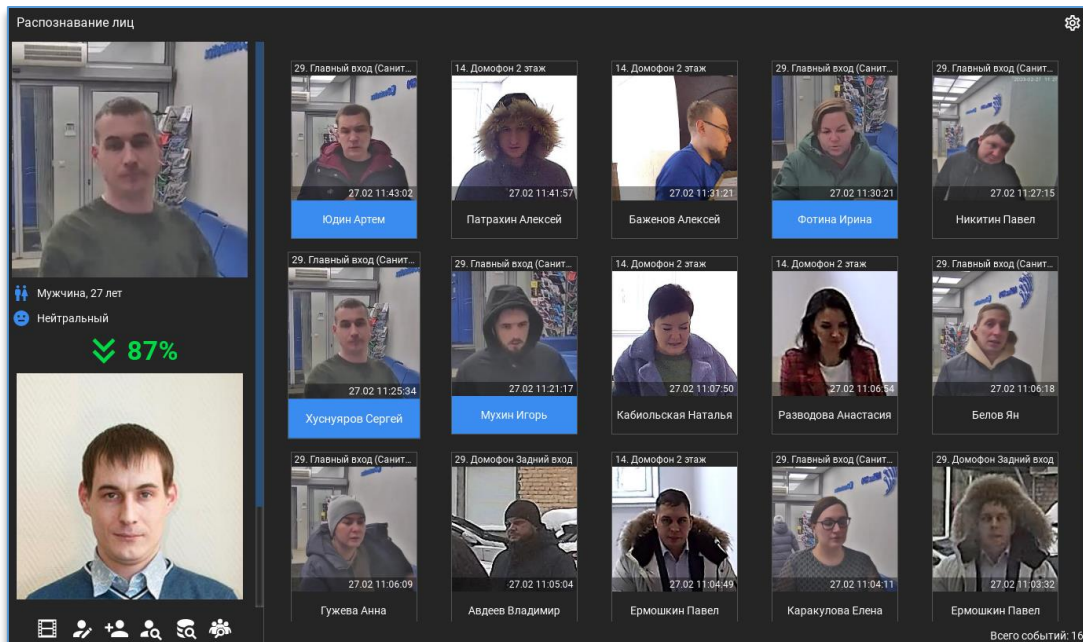 Распознавание лиц
Мужчина, 27 лет
Нейтральный
87%
29. Главный вход (Санит...
27.02 11:43:02
Юдин Артем
14. Домофон 2 этаж
27.02 11:41:57
Патрахин Алексей
14. Домофон 2 этаж
27.02 11:31:21
Баженов Алексей
29. Главный вход (Санит...
27.02 11:30:21
Фотина Ирина
29. Главный вход (Санит...
27.02 11:27:15
Никитин Павел
29. Главный вход (Санит...
27.02 11:25:34
Хуснуяров Сергей
29. Главный вход (Санит...
27.02 11:21:17
Мухин Игорь
14. Домофон 2 этаж
27.02 11:07:50
Кабиольская Наталья
14. Домофон 2 этаж
27.02 11:06:54
Разводова Анастасия
29. Главный вход (Санит...
27.02 11:06:18
Белов Ян
29. Главный вход (Санит...
27.02 11:06:09
Гужева Анна
29. Домофон Задний вход
27.02 11:05:04
Авдеев Владимир
14. Домофон 2 этаж
27.02 11:04:49
Ермошкин Павел
29. Главный вход (Санит...
27.02 11:04:11
Каракулова Елена
29. Домофон Задний вход
27.02 11:03:32
Ермошкин Павел
Всего событий: 16